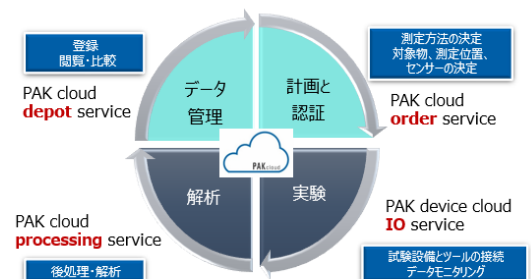 登録
閲覧・比較
PAK cloud
depot service
データ
管理
計画と
認証
測定方法の決定
対象物、測定位置、
センサーの決定
PAK cloud
order service
PAKcloud
解析
実験
PAK cloud
processing service
後処理・解析
PAK device cloud
IO service
試験設備とツールの接続
データモニタリング